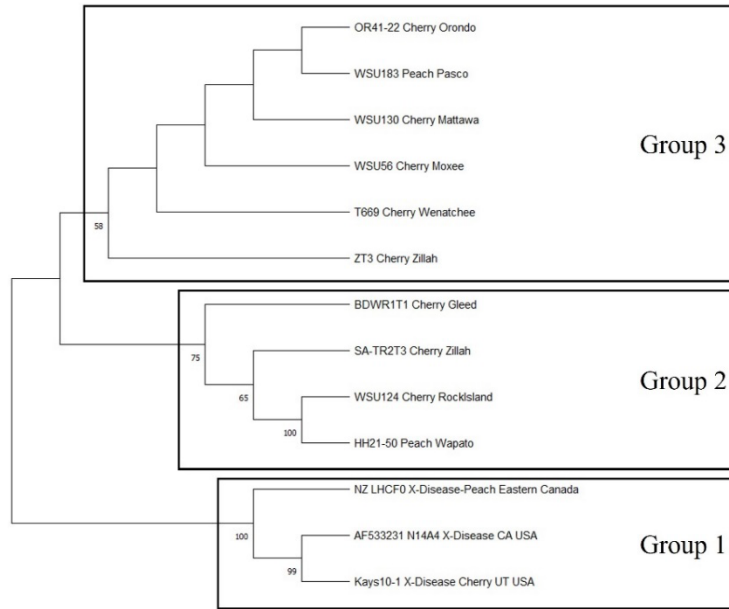 OR41-22 Cherry Orondo
WSU183 Peach Pasco
WSU130 Cherry Mattawa
Group 3
WSU56 Cherry Moxee
T669 Cherry Wenatchee
58
ZT3 Cherry Zillah
BDWR1T1 Cherry Gleed
75
SA-TR2T3 Cherry Zillah
Group 2
65
WSU124 Cherry RockIsland
100
HH21-50 Peach Wapato
NZ LHCF0 X-Disease-Peach Eastern Canada
100
AF533231 N14A4 X-Disease CA USA
Group 1
99
Kays10-1 X-Disease Cherry UT USA